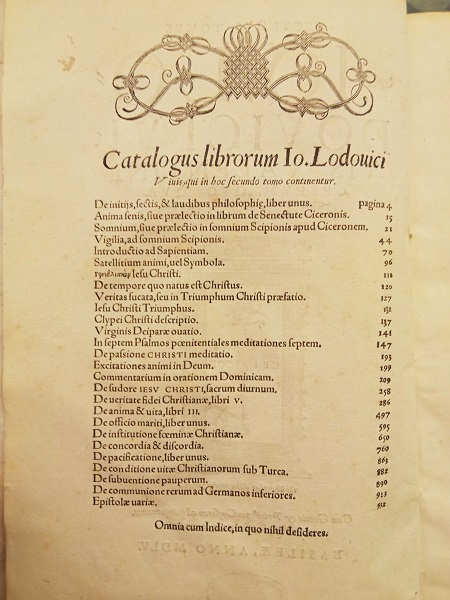 Catalogus librorum Io. Lodouici
Viuis, qui in hoc secundo tomo continentur.
De initijs, sectis, & laudibus philosophię, liber unus. pagina 4
Anima senis, siue prælectio in librum de Senectute Ciceronis. 15
Somnium, siue prælectio in somnium Scipionis apud Ciceronem. 21
Vigilia, ad somnium Scipionis. 44
Introductio ad Sapientiam. 70
Satellitium animi, uel Symbola. 96
Iesu Christi. 118
De tempore quo natus est Christus. 120
Veritas fucata, seu in Triumphum Christi præfatio. 127
Iesu Christi Triumphus. 131
Clypei Christi descriptio. 137
Virginis Deiparæ ouatio. 141
In septem Psalmos pœnitentiales meditationes septem. 147
De passione CHRISTI meditatio. 193
Excitationes animi in Deum. 199
Commentarium in orationem Dominicam. 209
De sudore IESV CHRISTI, sacrum diurnum. 258
De ueritate fidei Christianæ, libri V. 286
De anima & uita, libri III. 497
De officio mariti, liber unus. 595
De institutione fœminæ Christianæ. 650
De concordia & discordia. 760
De pacificatione, liber unus. 863
De conditione uitæ Christianorum sub Turca. 882
De subuentione pauperum. 890
De communione rerum ad Germanos inferiores. 923
Epistolæ uariæ. 932
Omnia cum Indice, in quo nihil desideres.
BASILEÆ, ANNO MDLV.